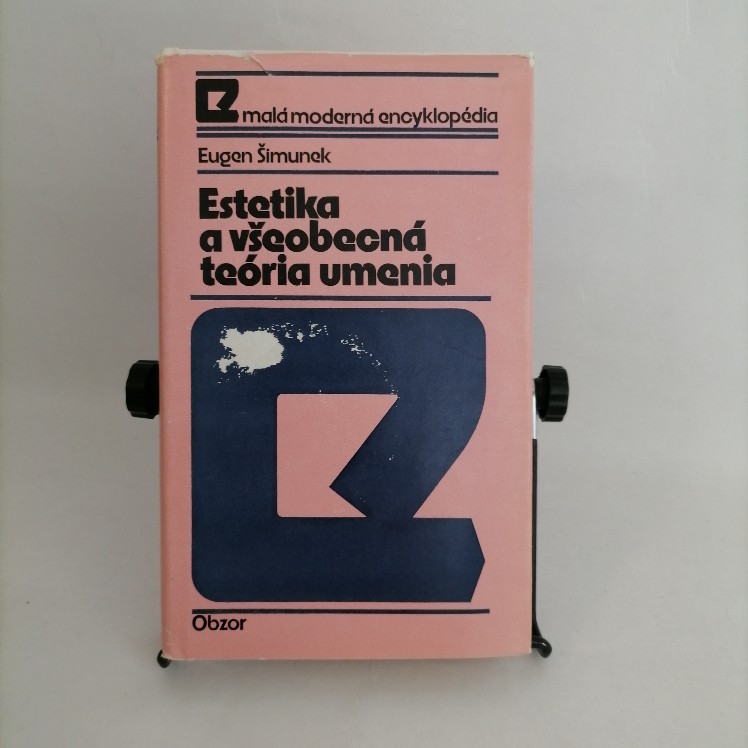 malá moderná encyklopédia
Eugen Šimunek
Estetika
a všeobecná
teória umenia
Obzor